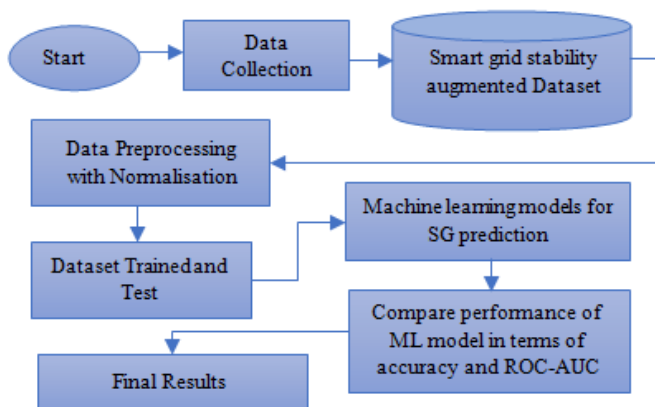 Start
Data
Collection
Smart grid stability
augmented Dataset
Data Preprocessing
with Normalisation
Dataset Trained and
Test
Machine learning models for
SG prediction
Compare performance of
ML model in terms of
accuracy and ROC-AUC
Final Results